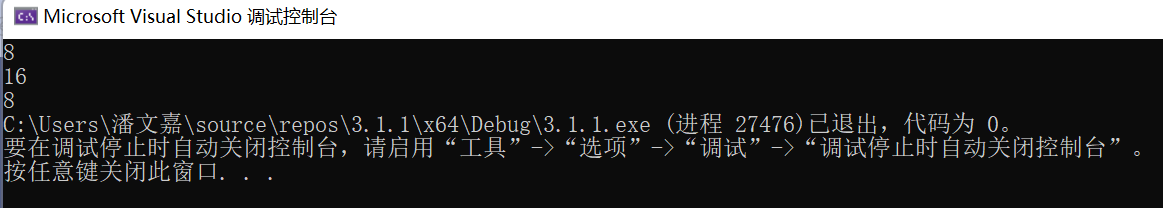 Microsoft Visual Studio 调试控制台
8
16
8
C:\Users\潘文嘉\source\repos\3.1.1\x64\Debug\3.1.1.exe (进程 27476)已退出，代码为 0。
要在调试停止时自动关闭控制台，请启用“工具”->“选项”->“调试”->“调试停止时自动关闭控制台”。
按任意键关闭此窗口. . .